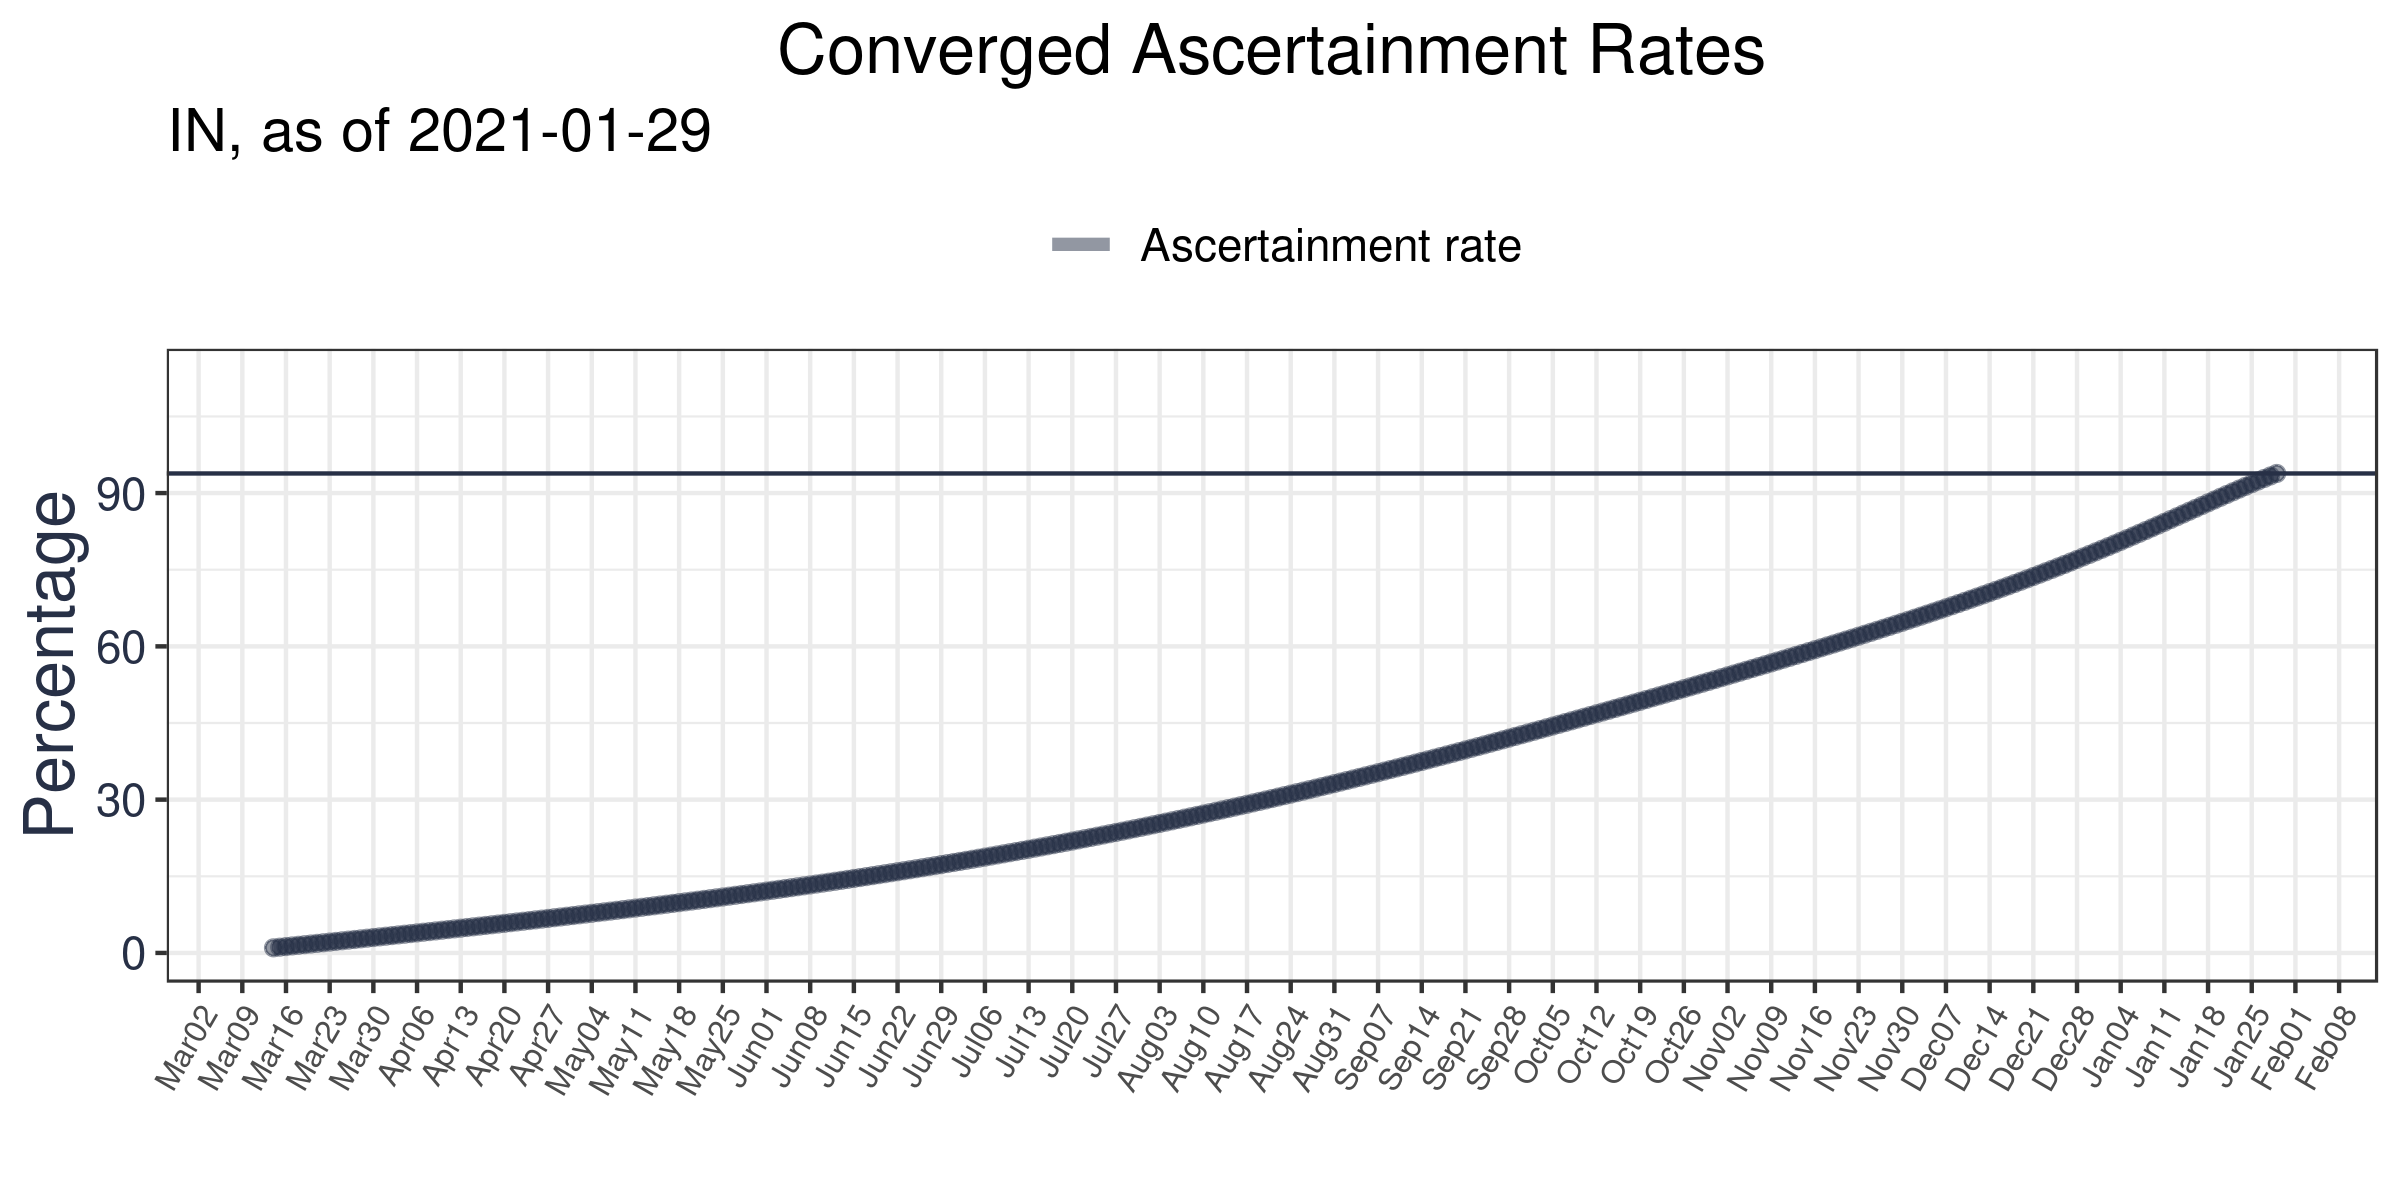 Converged Ascertainment Rates
IN, as of 2021-01-29
Ascertainment rate
Percentage
90
60
30
0
Mar02
Mar09
Mar16
Mar23
Mar30
Apr06
Apr13
Apr20
Apr27
May04
May11
May18
May25
Jun01
Jun08
Jun15
Jun22
Jun29
Jul06
Jul13
Jul20
Jul27
Aug03
Aug10
Aug17
Aug24
Aug31
Sep07
Sep14
Sep21
Sep28
Oct05
Oct12
Oct19
Oct26
Nov02
Nov09
Nov16
Nov23
Nov30
Dec07
Dec14
Dec21
Dec28
Jan04
Jan11
Jan18
Jan25
Feb01
Feb08